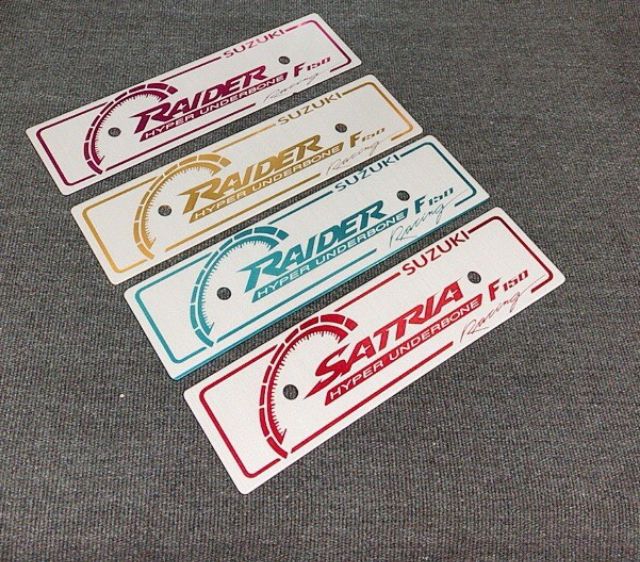 SUZUKI
RAIDER F150
HYPER UNDERBONE Racing
SUZUKI
RAIDER F150
HYPER UNDERBONE Racing
SUZUKI
RAIDER F150
HYPER UNDERBONE Racing
SUZUKI
SATRIA F150
HYPER UNDERBONE Racing